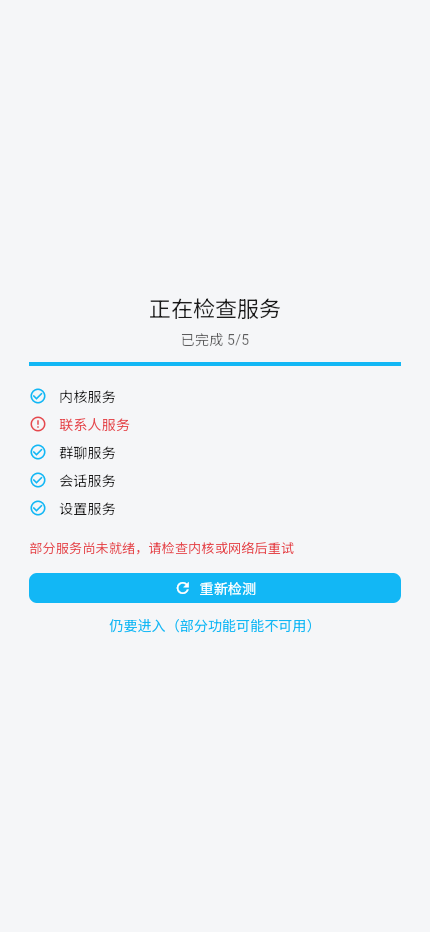 正在检查服务
已完成 5/5
内核服务
联系人服务
群聊服务
会话服务
设置服务
部分服务尚未就绪，请检查内核或网络后重试
重新检测
仍要进入（部分功能可能不可用）